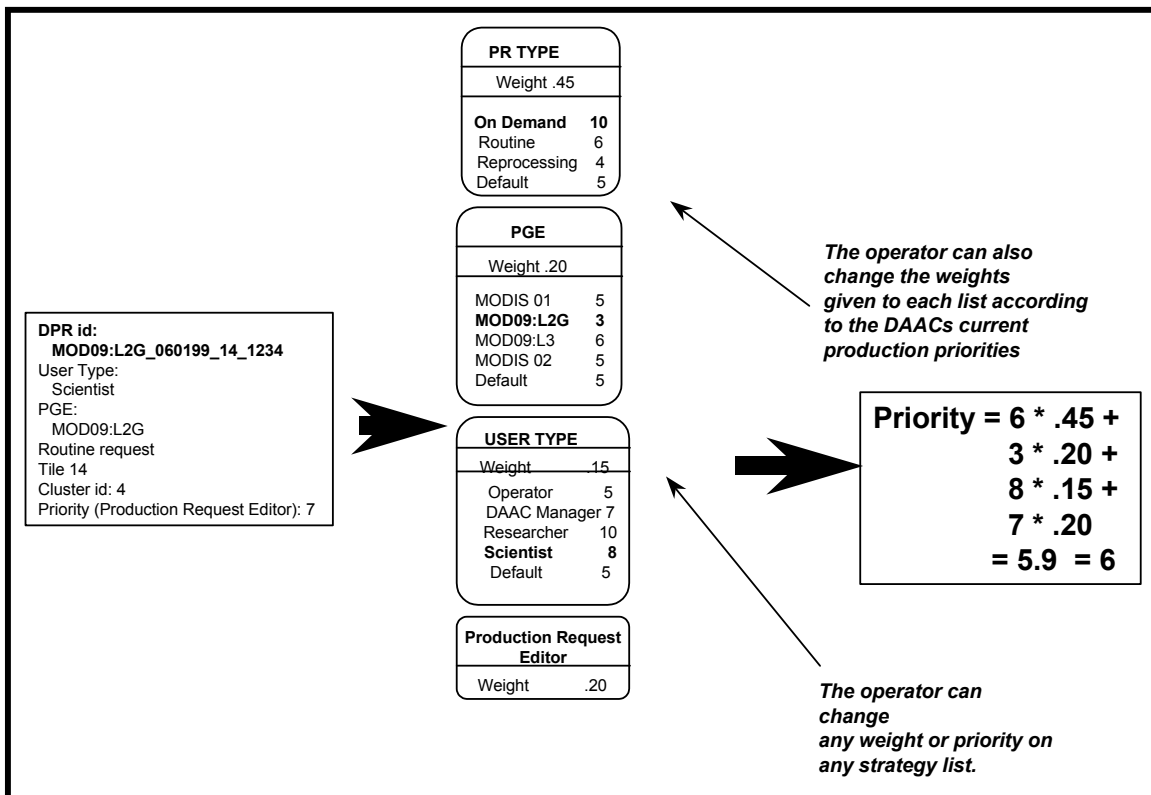 DPR id:
MOD09:L2G_060199_14_1234
User Type:
Scientist
PGE:
MOD09:L2G
Routine request
Tile 14
Cluster id: 4
Priority (Production Request Editor): 7
PR TYPE
Weight .45
On Demand 10
Routine 6
Reprocessing 4
Default 5
PGE
Weight .20
MODIS 01 5
MOD09:L2G 3
MOD09:L3 6
MODIS 02 5
Default 5
USER TYPE
Weight .15
Operator 5
DAAC Manager 7
Researcher 10
Scientist 8
Default 5
Production Request
Editor
Weight .20
The operator can also
change the weights
given to each list according
to the DAACs current
production priorities
Priority = 6 * .45 +
3 * .20 +
8 * .15 +
7 * .20
= 5.9 = 6
The operator can
change
any weight or priority on
any strategy list.